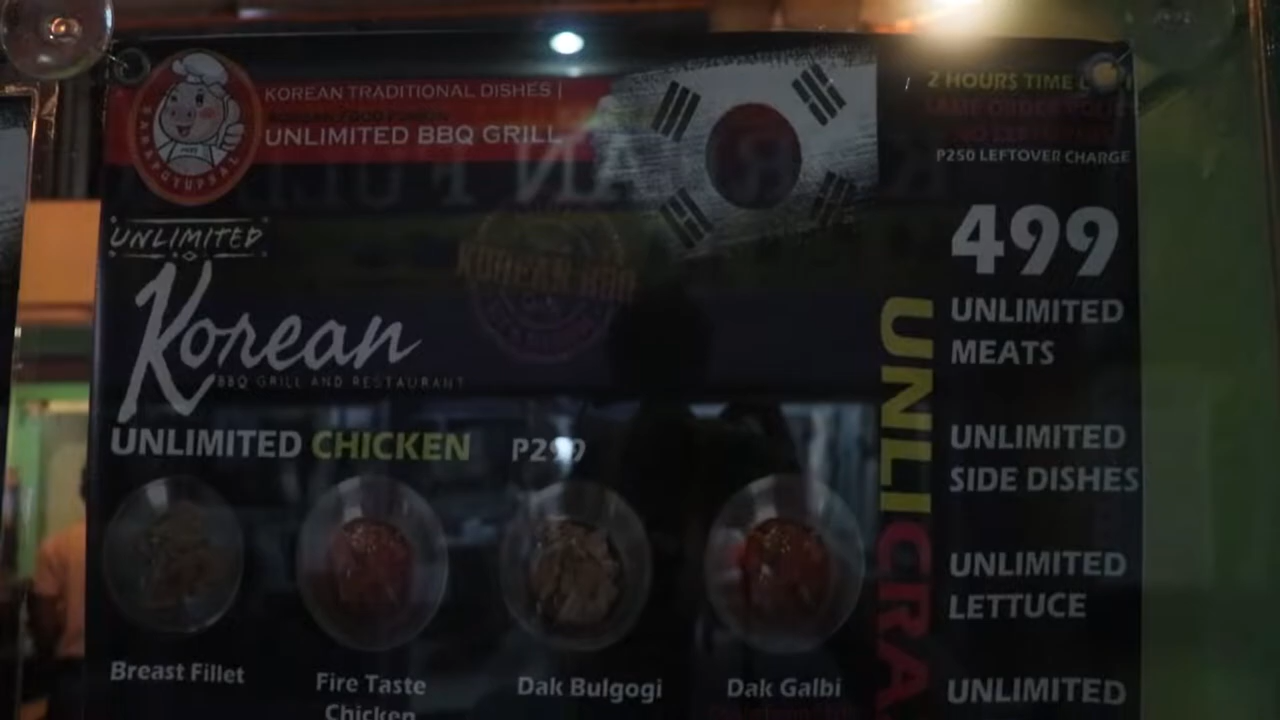 KOREAN TRADITIONAL DISHES |
UNLIMITED BBQ GRILL
2 HOURS TIME
P250 LEFTOVER CHARGE
UNLIMITED
Korean
BBQ GRILL AND RESTAURANT
UNLIMITED CHICKEN P299
Breast Fillet
Fire Taste
Chicken
Dak Bulgogi
Dak Galbi
UNLI
499
UNLIMITED
MEATS
UNLIMITED
SIDE DISHES
UNLIMITED
LETTUCE
UNLIMITED